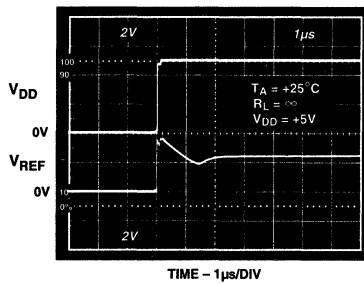 2V 1µs
100
90
V_DD
T_A = +25°C
R_L = ∞
V_DD = +5V
0V
V_REF
0V
10
0%
2V
TIME – 1µs/DIV